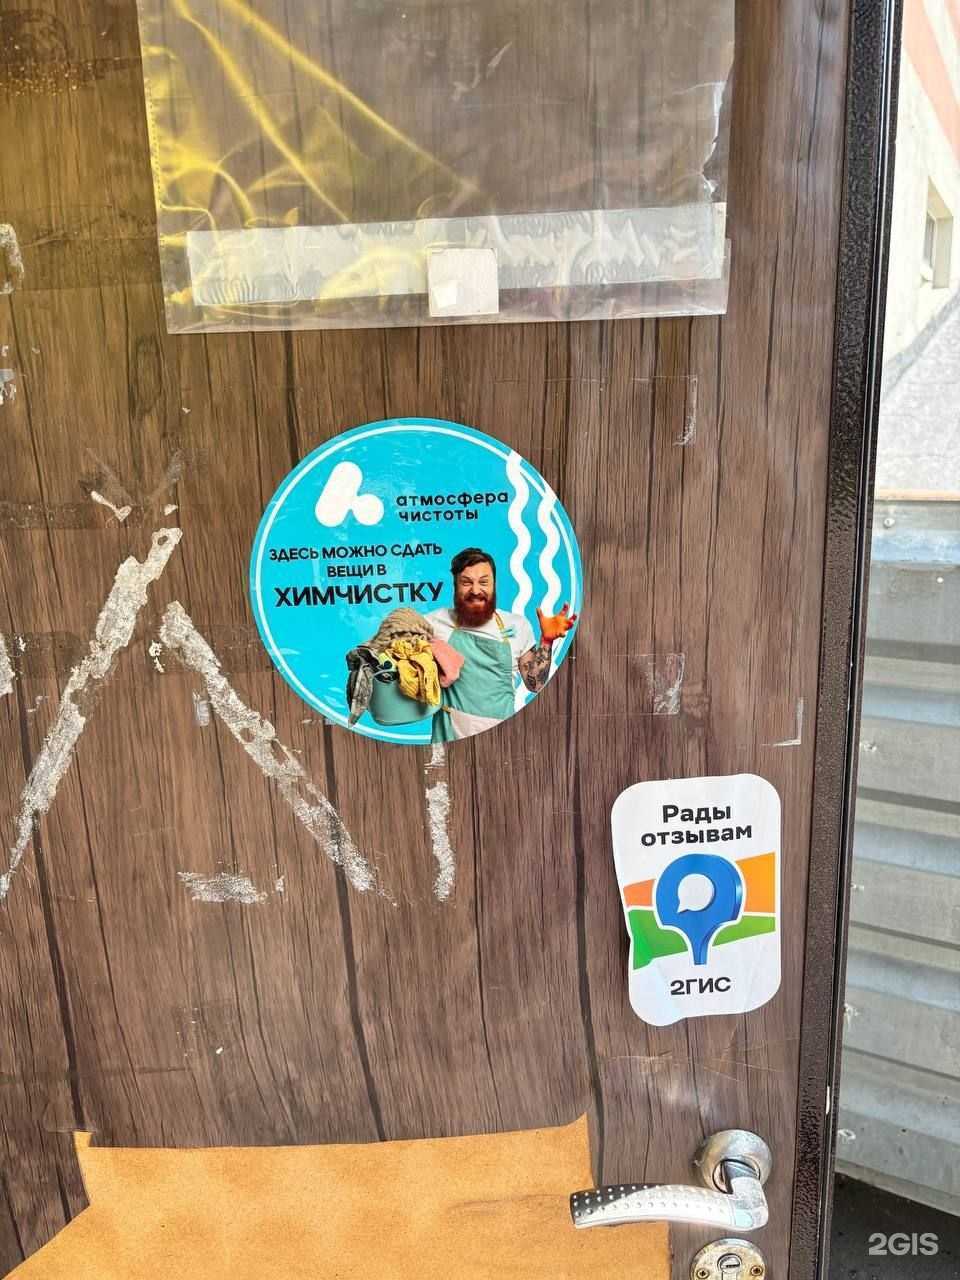 атмосфера
чистоты
ЗДЕСЬ МОЖНО СДАТЬ
ВЕЩИ В
ХИМЧИСТКУ
Рады
отзывам
2ГИС
2GIS